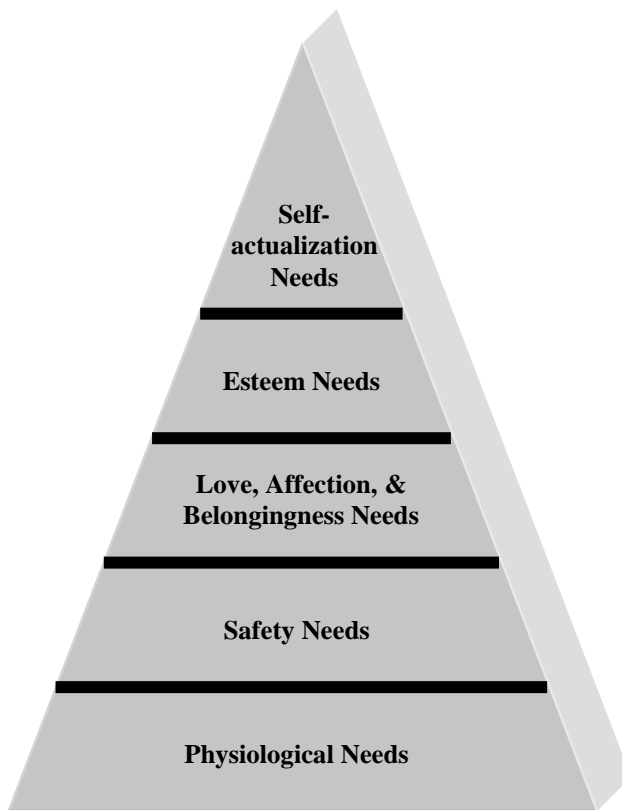 Self-
actualization
Needs
Esteem Needs
Love, Affection, &
Belongingness Needs
Safety Needs
Physiological Needs